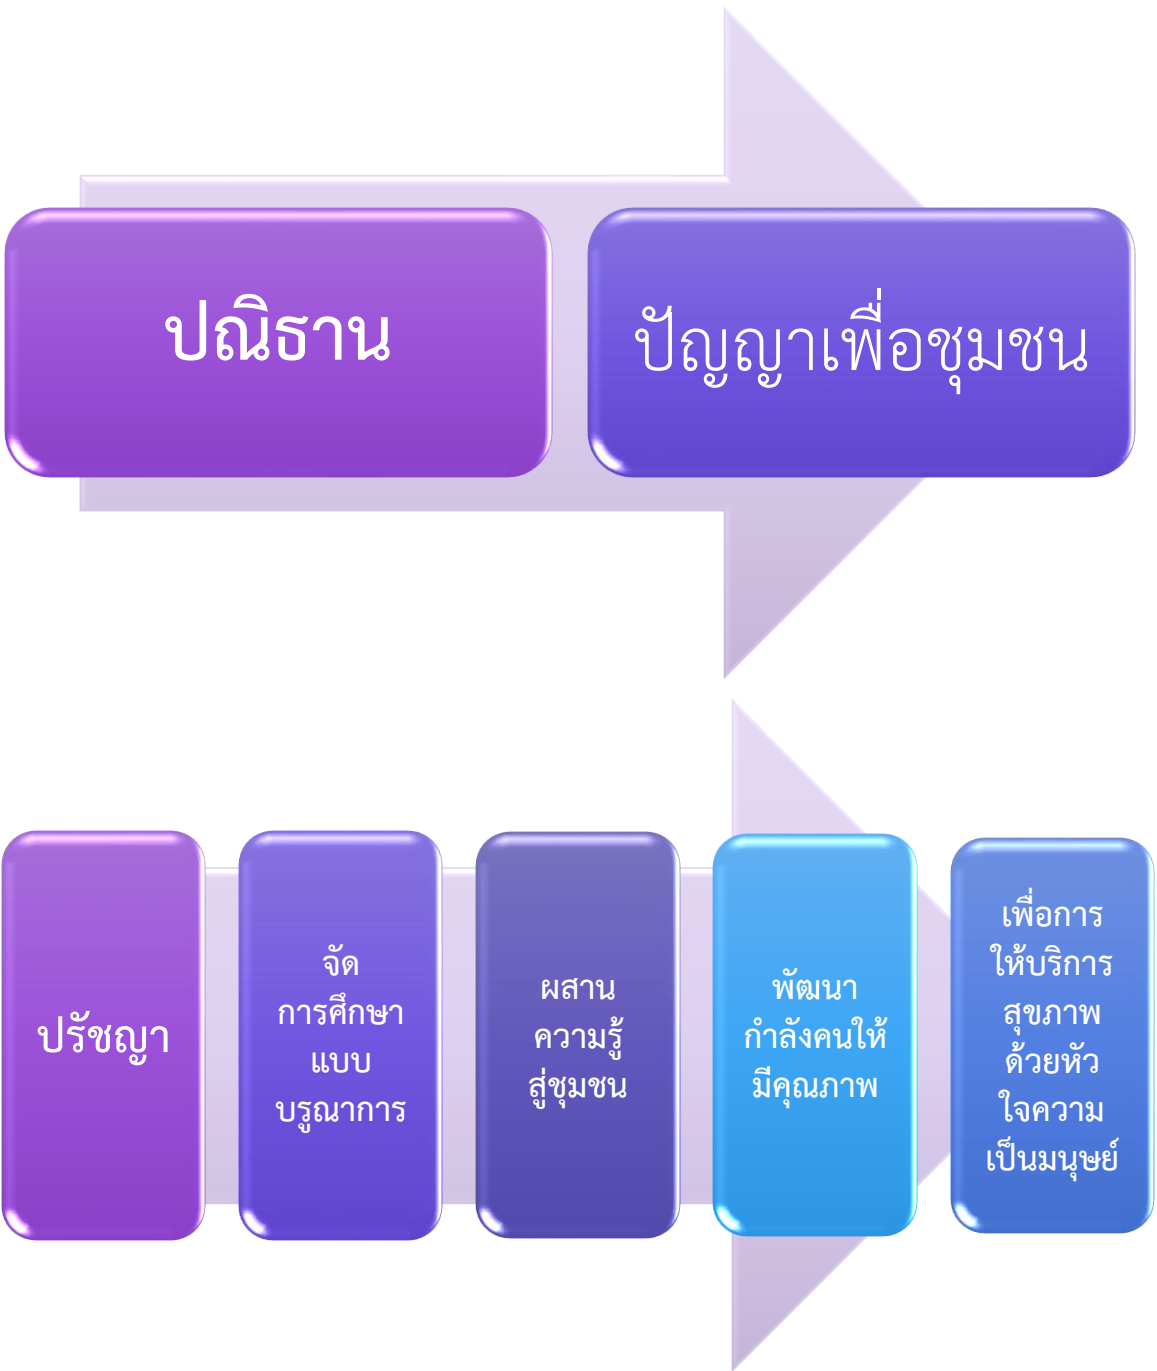 ปณิธาน
ปัญญาเพื่อชุมชน
ปรัชญา
จัด
การศึกษา
แบบ
บรูณาการ
ผสาน
ความรู้
สู่ชุมชน
พัฒนา
กำลังคนให้
มีคุณภาพ
เพื่อการ
ให้บริการ
สุขภาพ
ด้วยหัว
ใจความ
เป็นมนุษย์